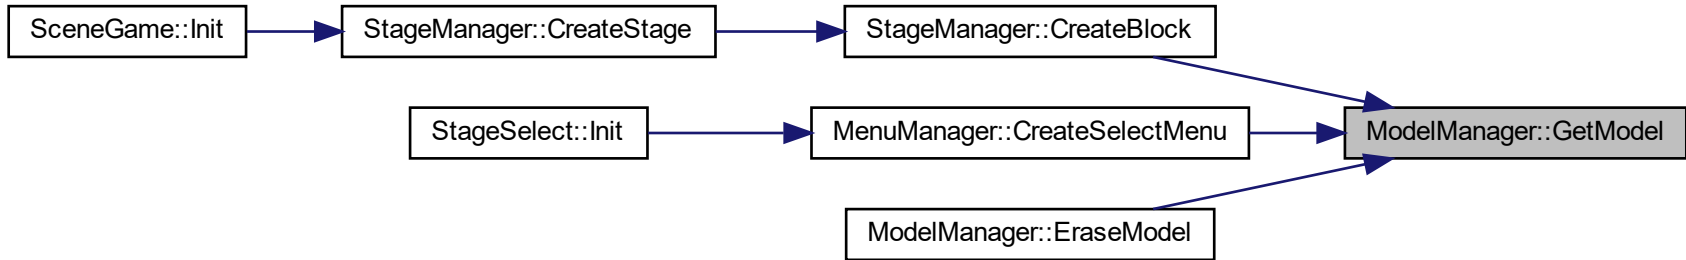 SceneGame::Init
StageManager::CreateStage
StageManager::CreateBlock
StageSelect::Init
MenuManager::CreateSelectMenu
ModelManager::GetModel
ModelManager::EraseModel